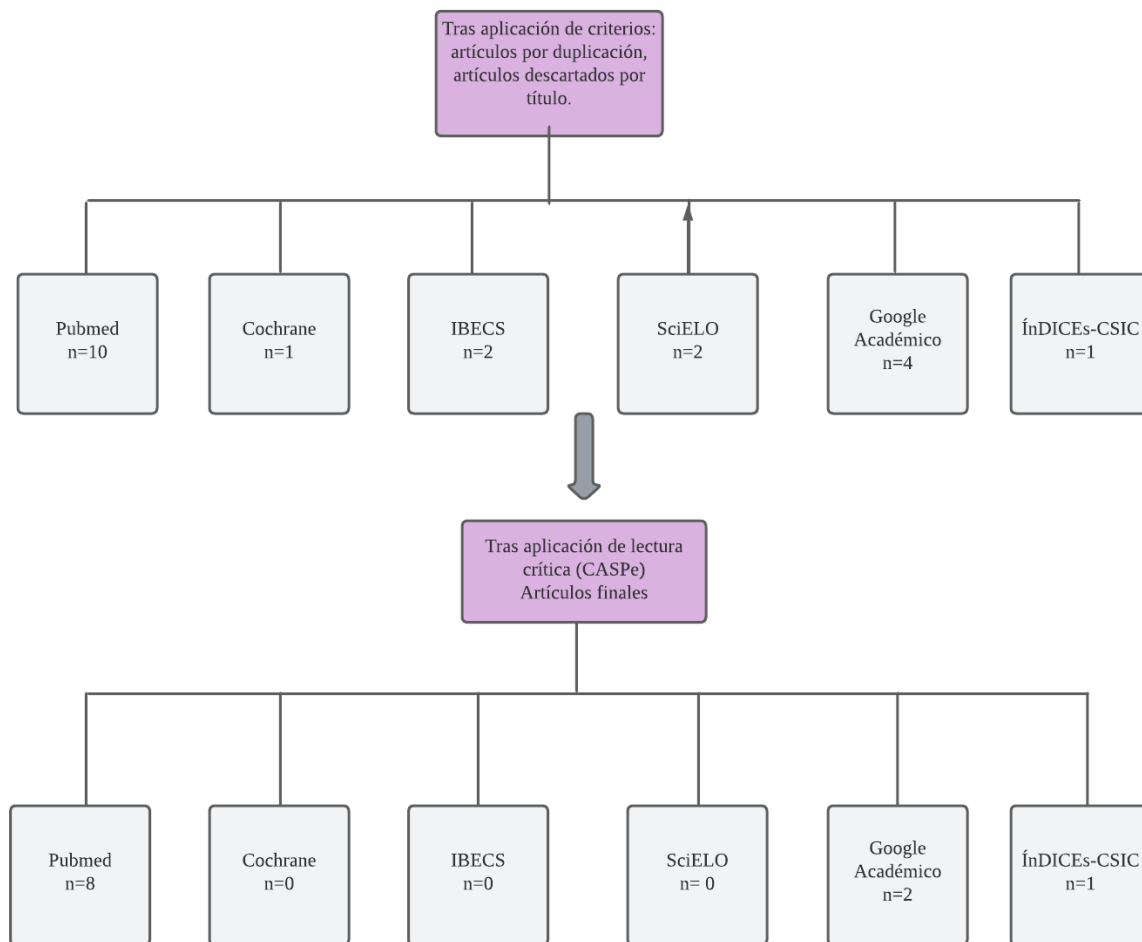 Tras aplicación de criterios:
artículos por duplicación,
artículos descartados por
título.
Pubmed
n=10
Cochrane
n=1
IBECS
n=2
SciELO
n=2
Google
Académico
n=4
ÍnDICEs-CSIC
n=1
Tras aplicación de lectura
crítica (CASPe)
Artículos finales
Pubmed
n=8
Cochrane
n=0
IBECS
n=0
SciELO
n= 0
Google
Académico
n=2
ÍnDICEs-CSIC
n=1